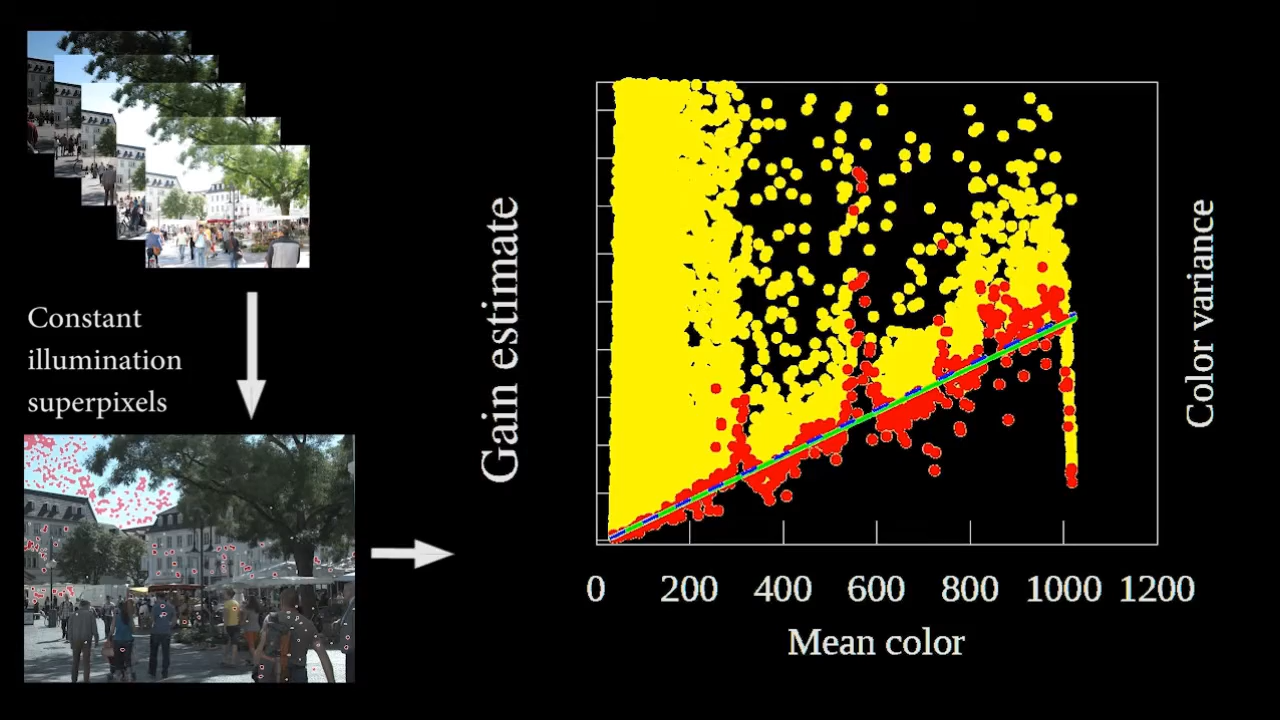 Constant
illumination
superpixels
Gain estimate
Color variance
0 200 400 600 800 1000 1200
Mean color